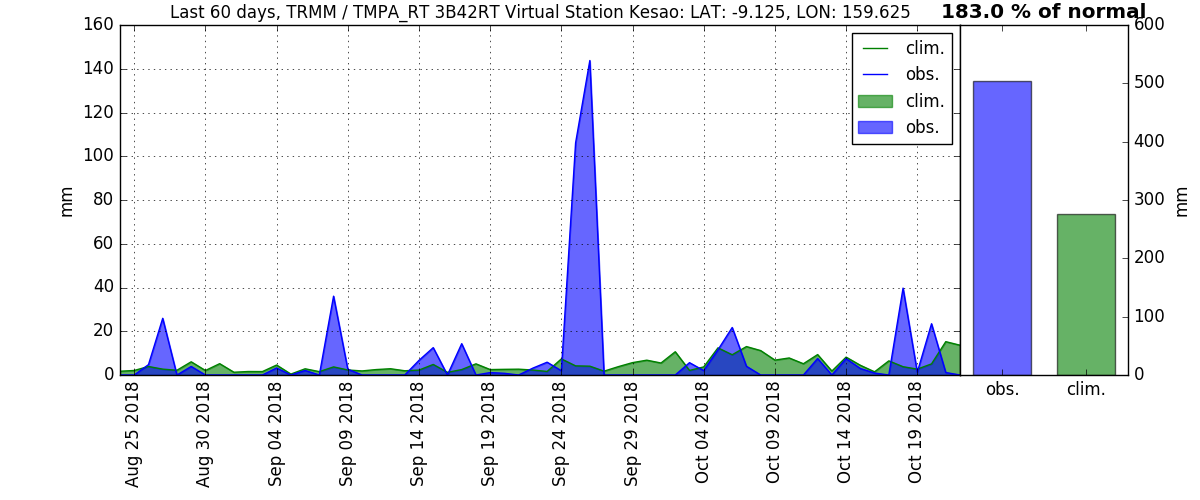 Last 60 days, TRMM / TMPA_RT 3B42RT Virtual Station Kesao: LAT: -9.125, LON: 159.625
183.0 % of normal
160
140
120
100
80
60
40
20
0
mm
clim.
obs.
clim.
obs.
600
500
400
300
200
100
0
mm
Aug 25 2018
Aug 30 2018
Sep 04 2018
Sep 09 2018
Sep 14 2018
Sep 19 2018
Sep 24 2018
Sep 29 2018
Oct 04 2018
Oct 09 2018
Oct 14 2018
Oct 19 2018
obs.
clim.